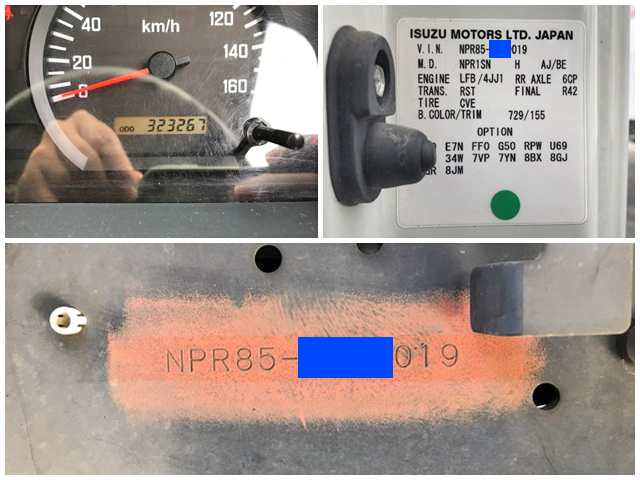 40
20
0
km/h
120
140
160
ODO 323267
ISUZU MOTORS LTD. JAPAN
V.I.N. NPR85- 019
M.D. NPR1SN H AJ/BE
ENGINE LFB/4JJ1 RR AXLE 6CP
TRANS. RST FINAL R42
TIRE CVE
B.COLOR/TRIM 729/155
OPTION
E7N FF0 G50 RPW U69
34W 7VP 7YN 8BX 8GJ
8JM
NPR85- 019